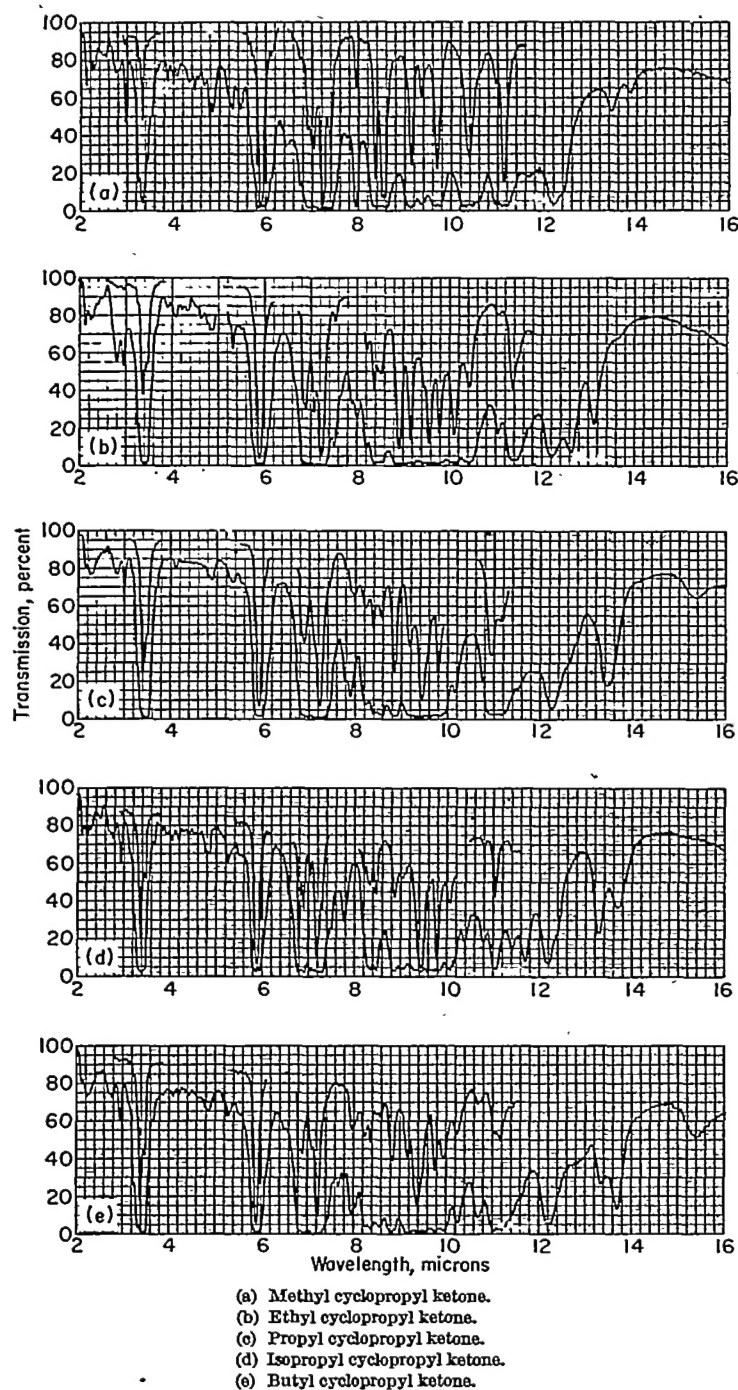 100
80
60
40
20
0
(a)
2 4 6 8 10 12 14 16
100
80
60
40
20
0
(b)
2 4 6 8 10 12 14 16
100
80
60
40
20
0
(c)
2 4 6 8 10 12 14 16
Transmission, percent
100
80
60
40
20
0
(d)
2 4 6 8 10 12 14 16
100
80
60
40
20
0
(e)
2 4 6 8 10 12 14 16
Wavelength, microns
(a) Methyl cyclopropyl ketone.
(b) Ethyl cyclopropyl ketone.
(c) Propyl cyclopropyl ketone.
(d) Isopropyl cyclopropyl ketone.
(e) Butyl cyclopropyl ketone.